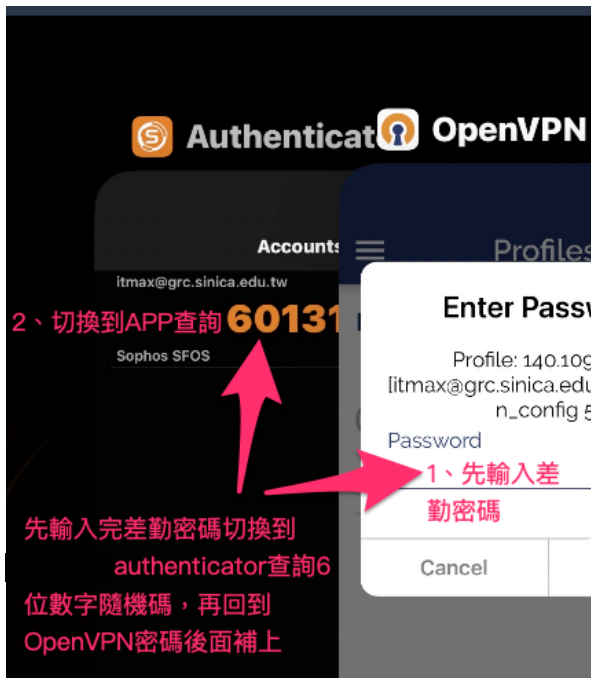 Authenticat
OpenVPN
Accounts
Profiles
itmax@grc.sinica.edu.tw
2、切換到APP查詢 60131
Sophos SFOS
Enter Passw
Profile: 140.109
[itmax@grc.sinica.edu
n_config 5
Password
1、先輸入差
勤密碼
Cancel
先輸入完差勤密碼切換到
authenticator查詢6
位數字隨機碼，再回到
OpenVPN密碼後面補上